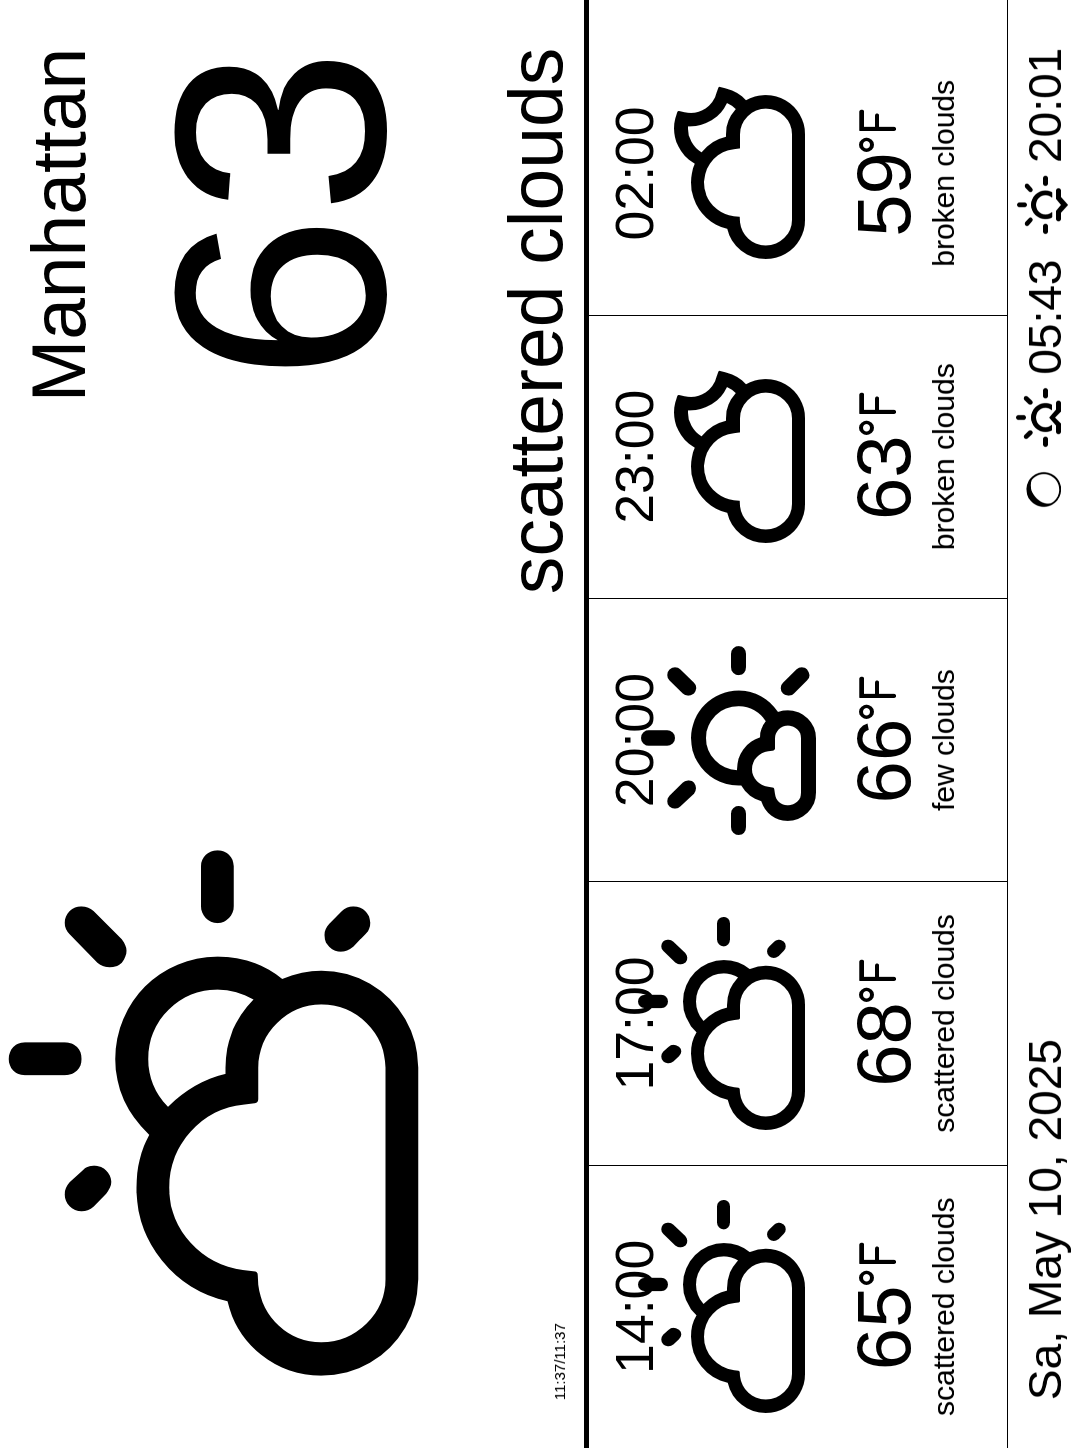 Manhattan
63
scattered clouds
11:37/11:37
14:00
65°F
scattered clouds
17:00
68°F
scattered clouds
20:00
66°F
few clouds
23:00
63°F
broken clouds
02:00
59°F
broken clouds
Sa, May 10, 2025
05:43 20:01